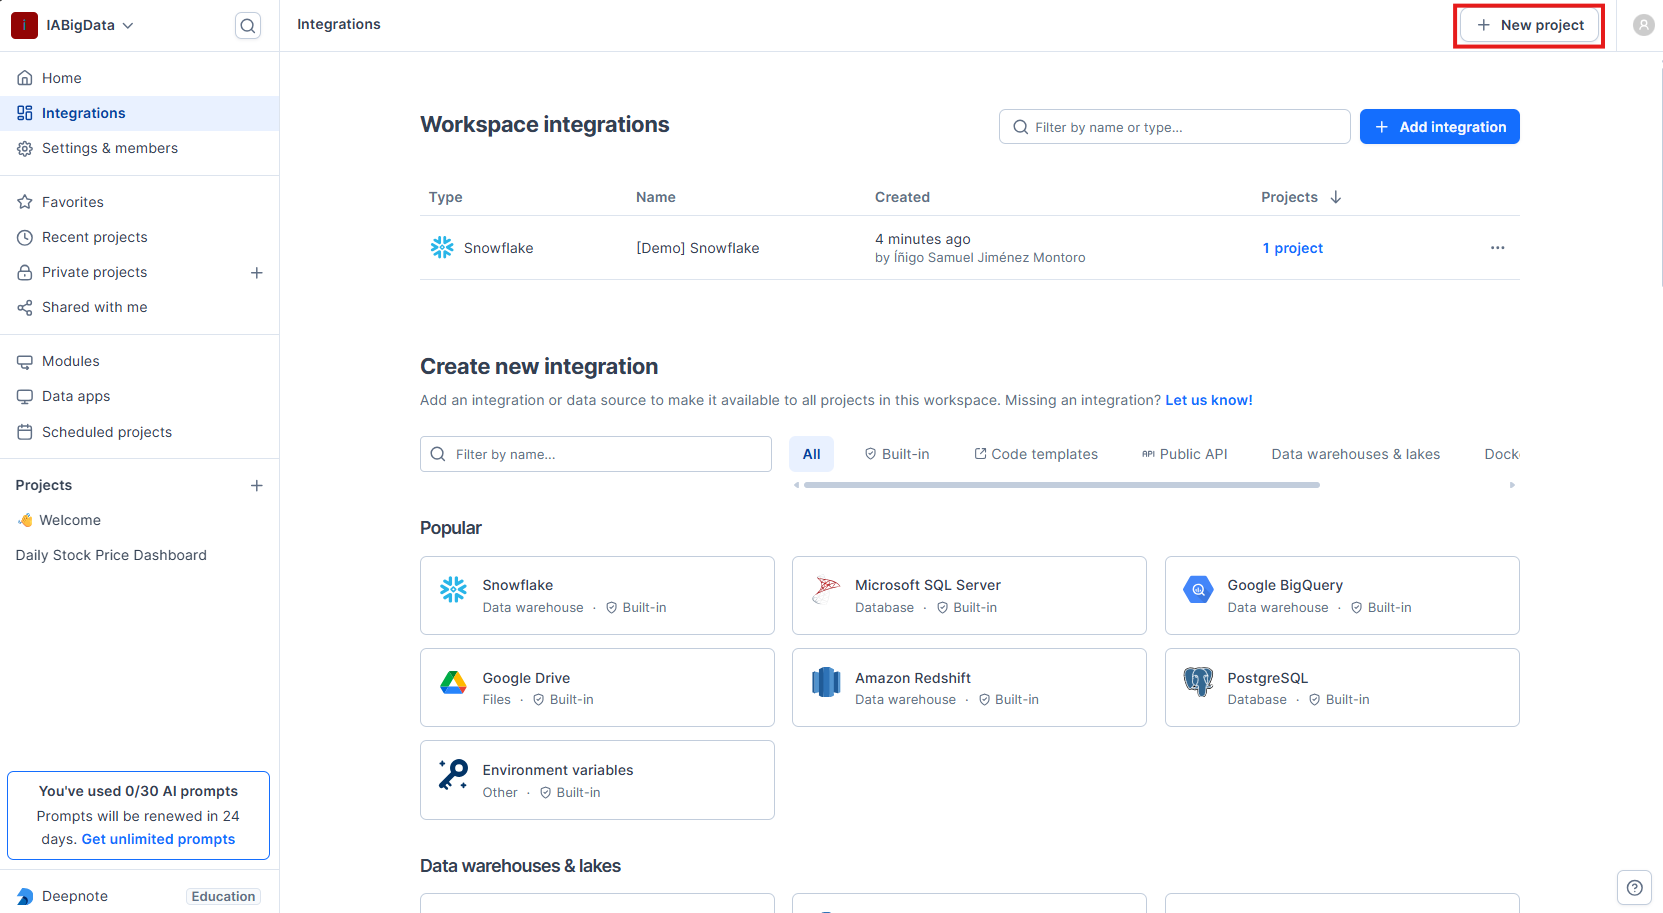 i IABigData
Integrations
+ New project
Home
Integrations
Settings & members
Favorites
Recent projects
Private projects +
Shared with me
Modules
Data apps
Scheduled projects
Projects +
Welcome
Daily Stock Price Dashboard
You've used 0/30 AI prompts
Prompts will be renewed in 24
days. Get unlimited prompts
Deepnote Education
Workspace integrations
Filter by name or type...
+ Add integration
Type Name Created Projects ↓
Snowflake [Demo] Snowflake 4 minutes ago 1 project ...
by Íñigo Samuel Jiménez Montoro
Create new integration
Add an integration or data source to make it available to all projects in this workspace. Missing an integration? Let us know!
Filter by name...
All Built-in Code templates API Public API Data warehouses & lakes Dock
Popular
Snowflake
Data warehouse · Built-in
Microsoft SQL Server
Database · Built-in
Google BigQuery
Data warehouse · Built-in
Google Drive
Files · Built-in
Amazon Redshift
Data warehouse · Built-in
PostgreSQL
Database · Built-in
Environment variables
Other · Built-in
Data warehouses & lakes